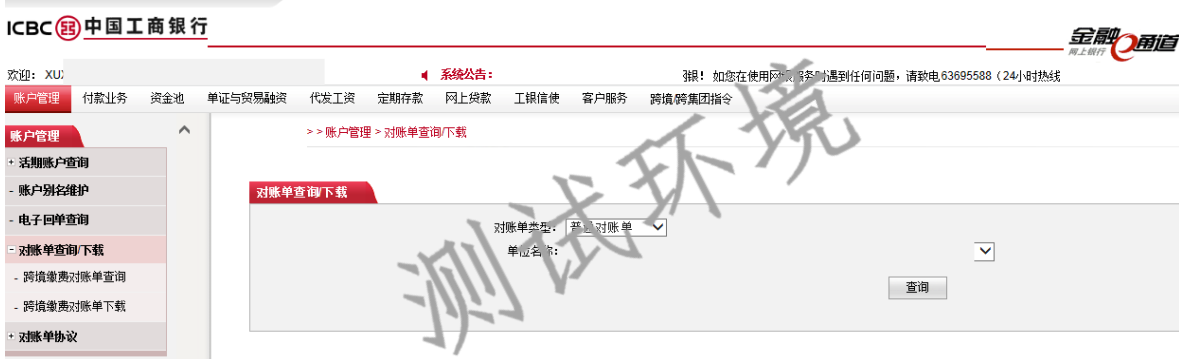 ICBC 中国工商银行
金融@通道
网上银行
欢迎：XUX
系统公告：
银！如您在使用网银服务时遇到任何问题，请致电63695588（24小时热线
账户管理 付款业务 资金池 单证与贸易融资 代发工资 定期存款 网上贷款 工银信使 客户服务 跨境/跨集团指令
账户管理
> > 账户管理 > 对账单查询/下载
+ 活期账户查询
- 账户别名维护
- 电子回单查询
- 对账单查询/下载
- 跨境缴费对账单查询
- 跨境缴费对账单下载
+ 对账单协议
对账单查询/下载
对账单类型：普通对账单
单位名称：
查询
测试环境